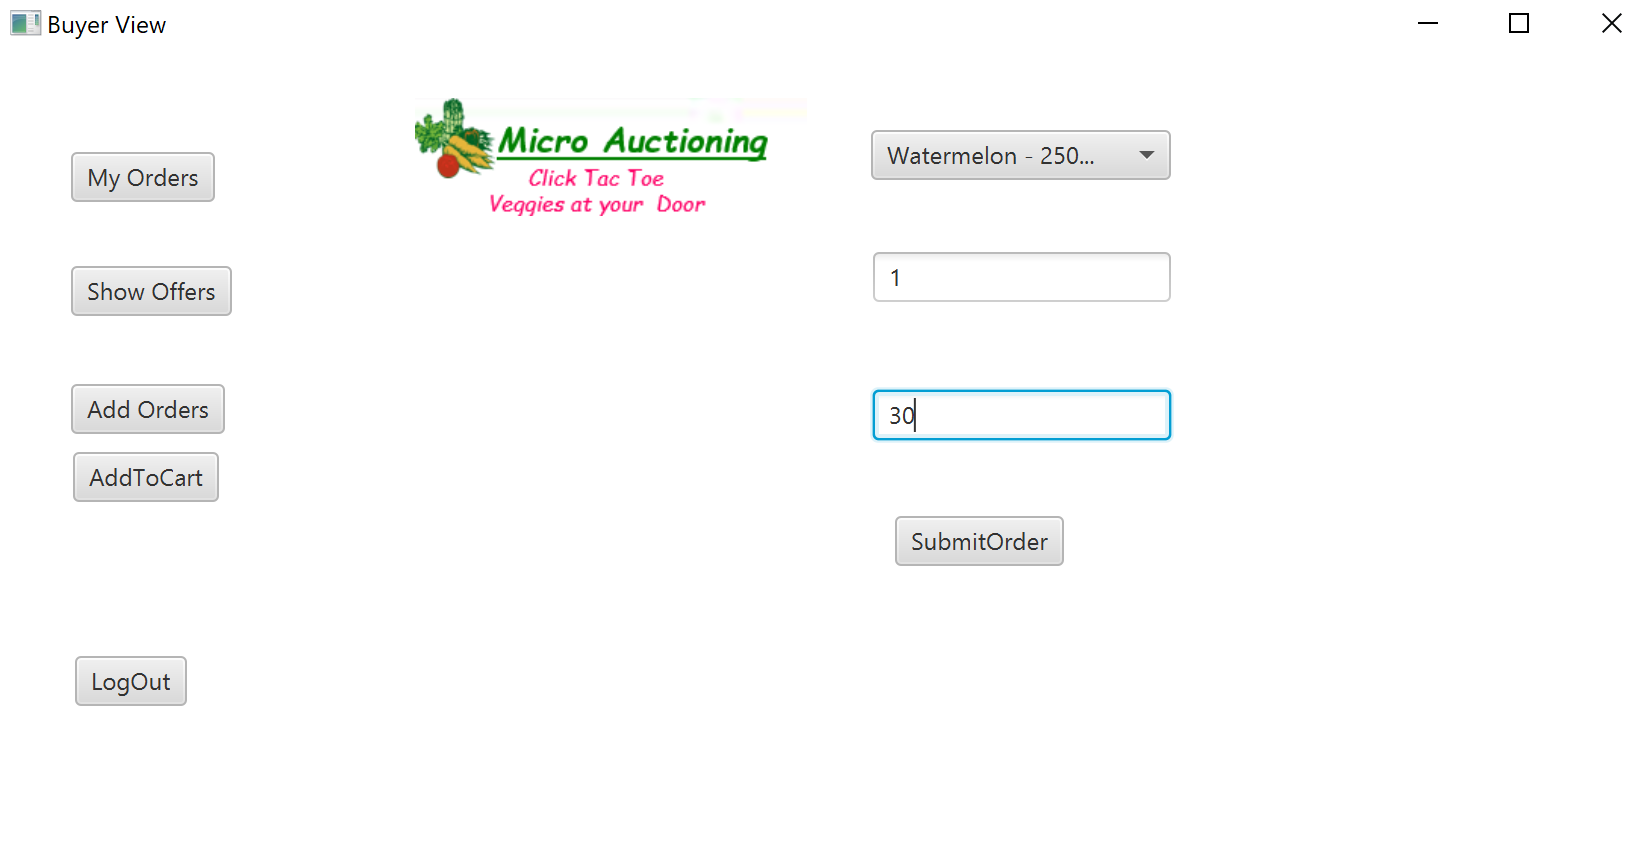 Buyer View
My Orders
Show Offers
Add Orders
AddToCart
LogOut
Micro Auctioning
Click Tac Toe
Veggies at your Door
Watermelon - 250...
1
30
SubmitOrder